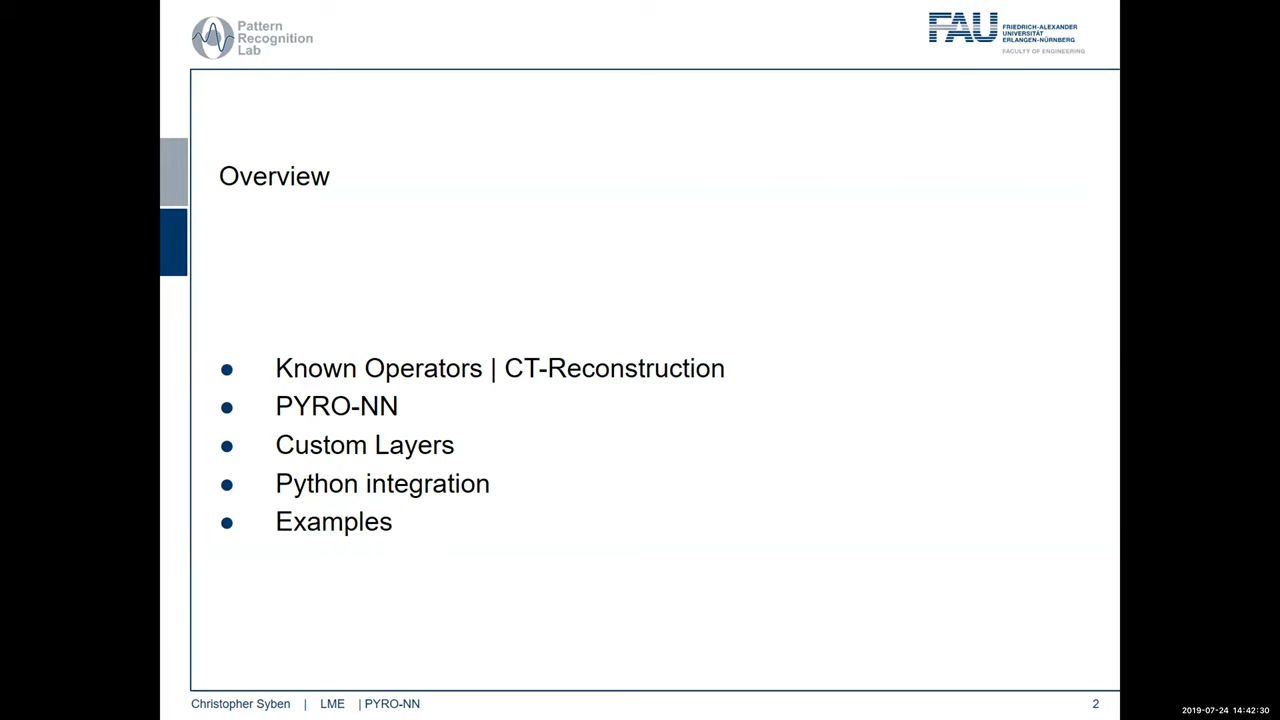 Pattern
Recognition
Lab
FAU
FRIEDRICH-ALEXANDER
UNIVERSITÄT
ERLANGEN-NÜRNBERG
FACULTY OF ENGINEERING
Overview
● Known Operators | CT-Reconstruction
● PYRO-NN
● Custom Layers
● Python integration
● Examples
Christopher Syben | LME | PYRO-NN 2
2019-07-24 14:42:30